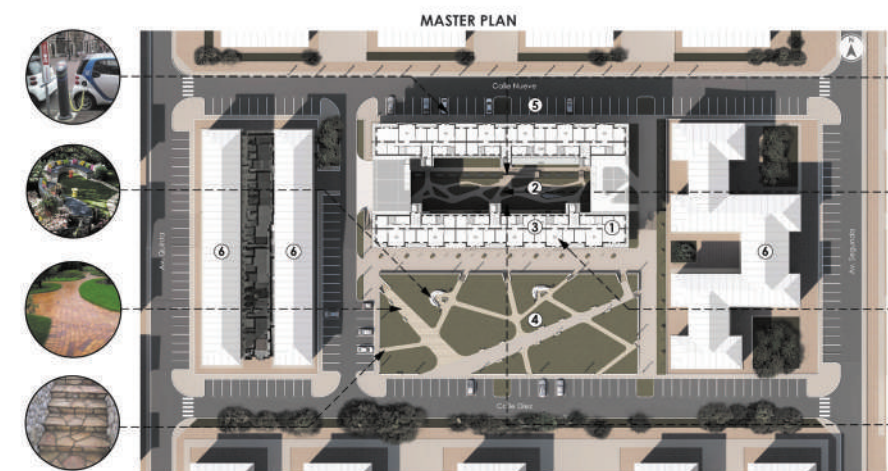 MASTER PLAN
N
Calle Nueve
5
2
3
1
6
6
6
4
Av. Quinta
Av. Segunda
Calle Diez